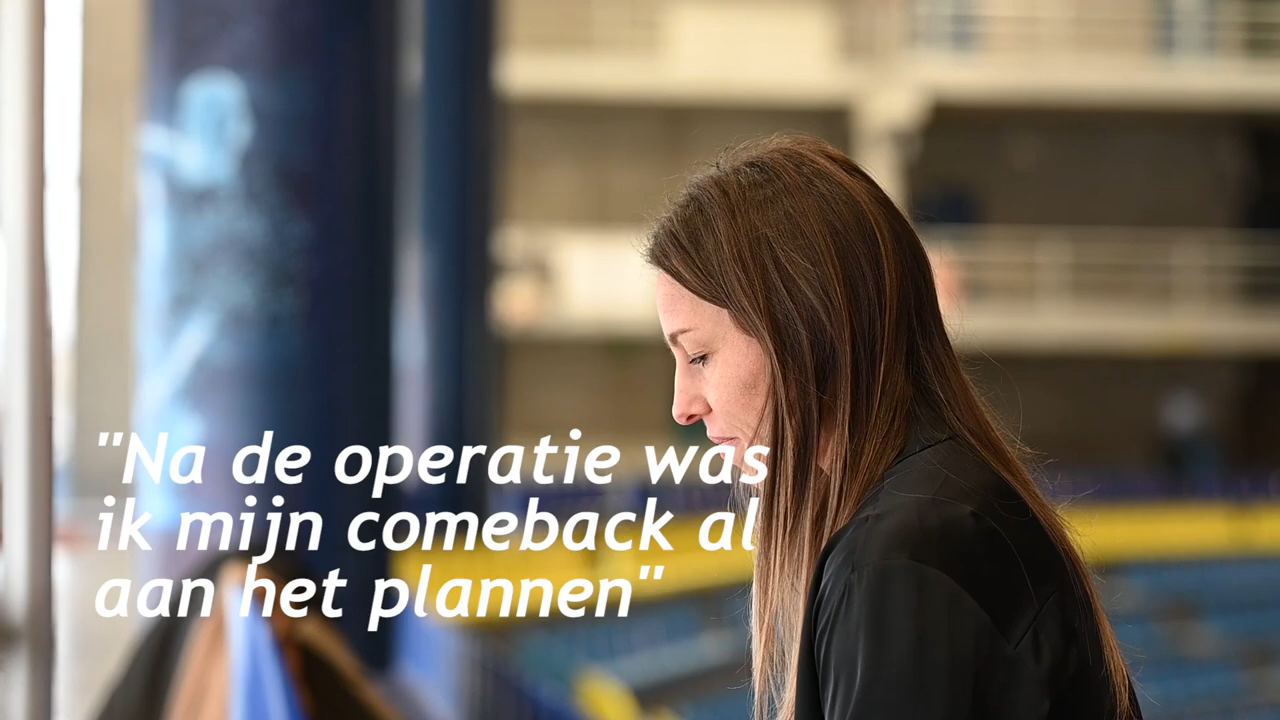 "Na de operatie was
ik mijn comeback al
aan het plannen"